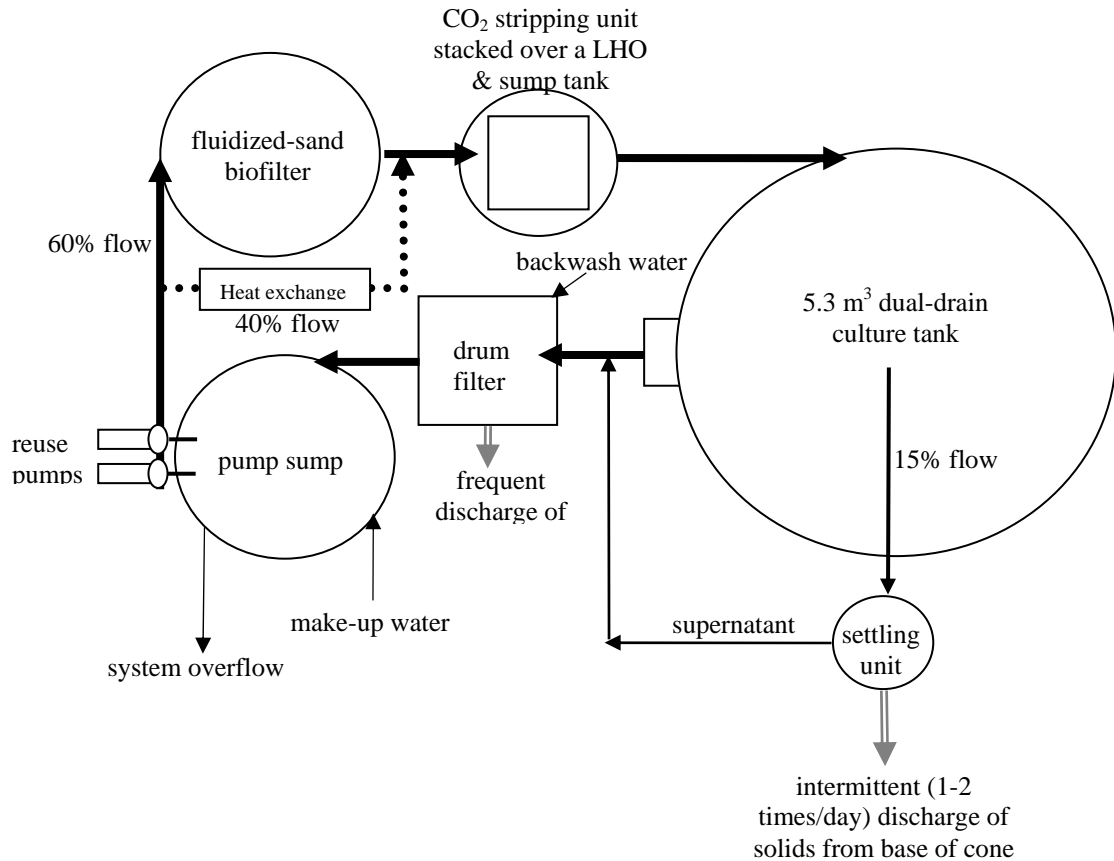 CO₂ stripping unit
stacked over a LHO
& sump tank
fluidized-sand
biofilter
60% flow
backwash water
Heat exchange
40% flow
5.3 m³ dual-drain
culture tank
drum
filter
reuse
pumps
pump sump
15% flow
frequent
discharge of
make-up water
supernatant
settling
unit
system overflow
intermittent (1-2
times/day) discharge of
solids from base of cone